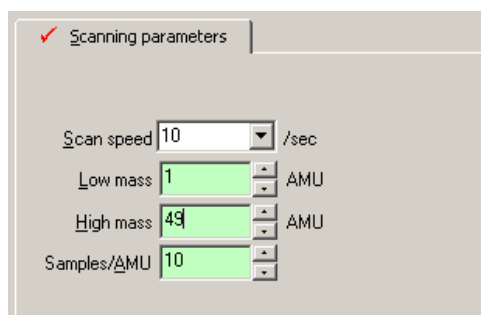 Scanning parameters
Scan speed 10 /sec
Low mass 1 AMU
High mass 49 AMU
Samples/AMU 10